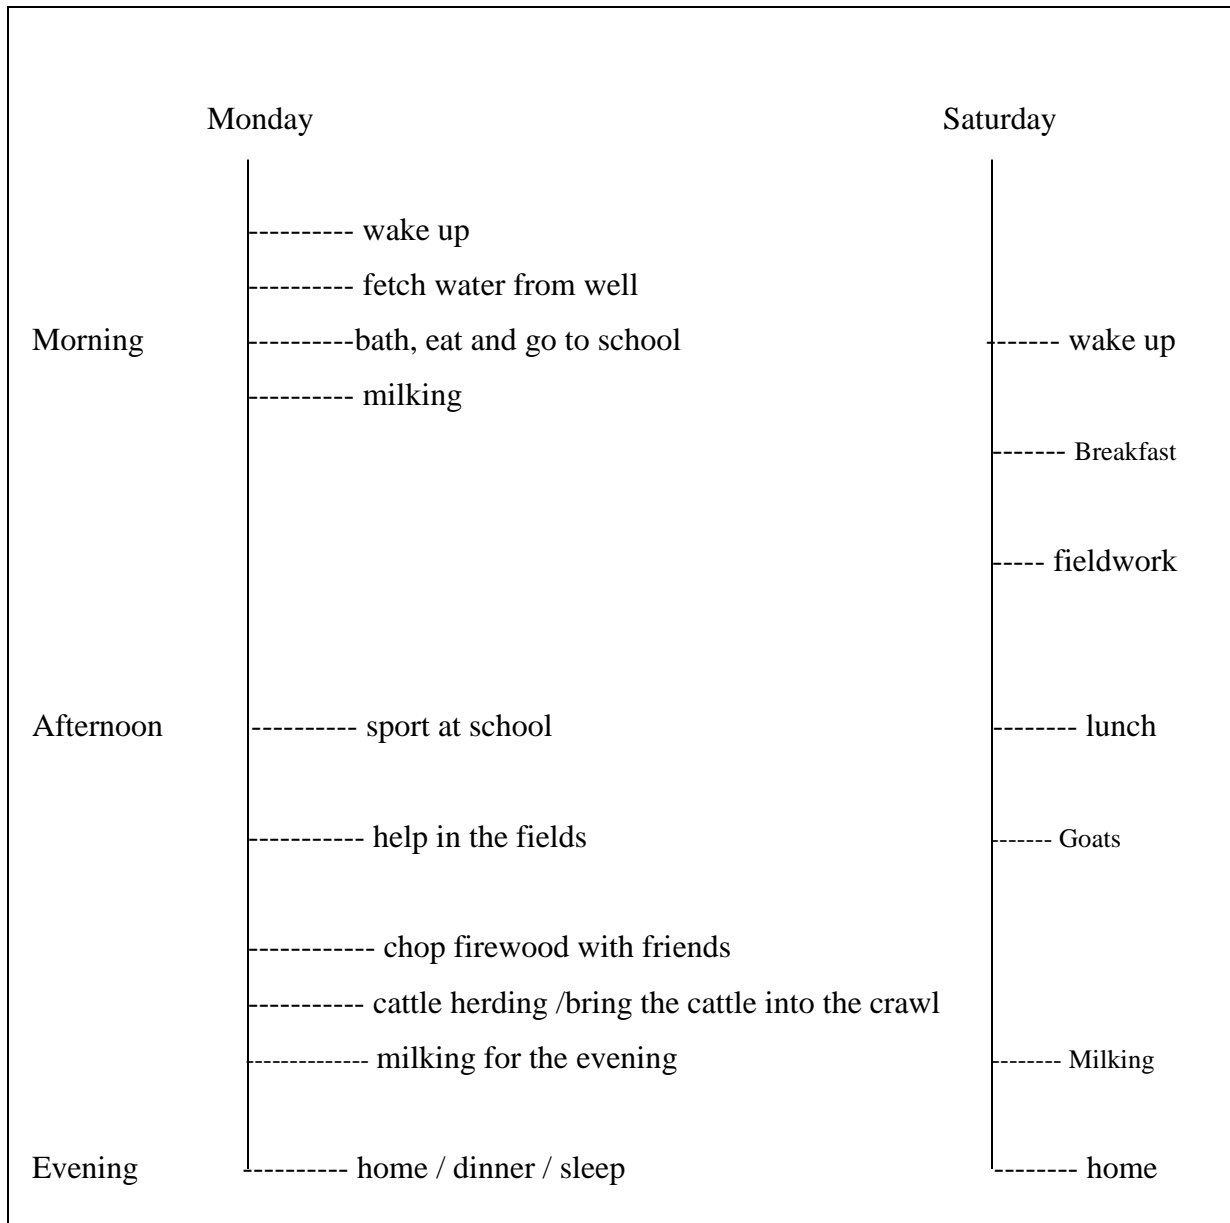 Monday Saturday
---------- wake up
---------- fetch water from well
Morning ----------bath, eat and go to school ------- wake up
---------- milking
------- Breakfast
----- fieldwork
Afternoon ---------- sport at school -------- lunch
----------- help in the fields ------- Goats
------------ chop firewood with friends
----------- cattle herding /bring the cattle into the crawl
-------------- milking for the evening -------- Milking
Evening ---------- home / dinner / sleep -------- home